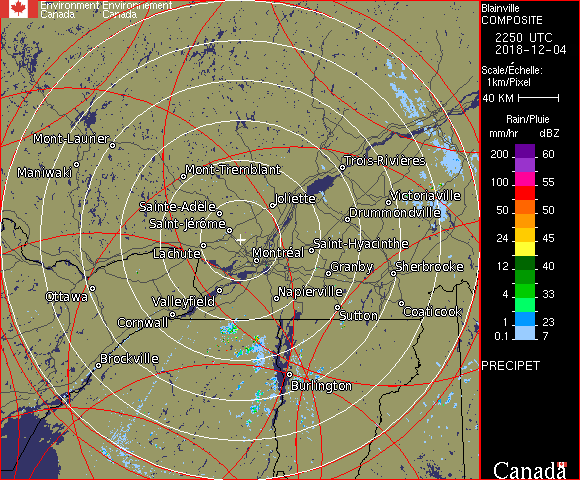 Environment Environnement
Canada Canada
Blainville
COMPOSITE
2250 UTC
2018-12-04
Scale/Échelle:
1km/Pixel
40 KM
Rain/Pluie
mm/hr dBZ
200 60
100 55
50 50
24 45
12 40
4 33
1 23
0.1 7
PRECIPET
Canada
Mont-Laurier
Maniwaki
Mont-Tremblant
Trois-Rivières
Joliette
Victoriaville
Sainte-Adèle
Drummondville
Saint-Jérôme
Saint-Hyacinthe
Lachute
Montréal
Granby
Sherbrooke
Ottawa
Valleyfield
Napierville
Cornwall
Sutton
Coaticook
Brockville
Burlington